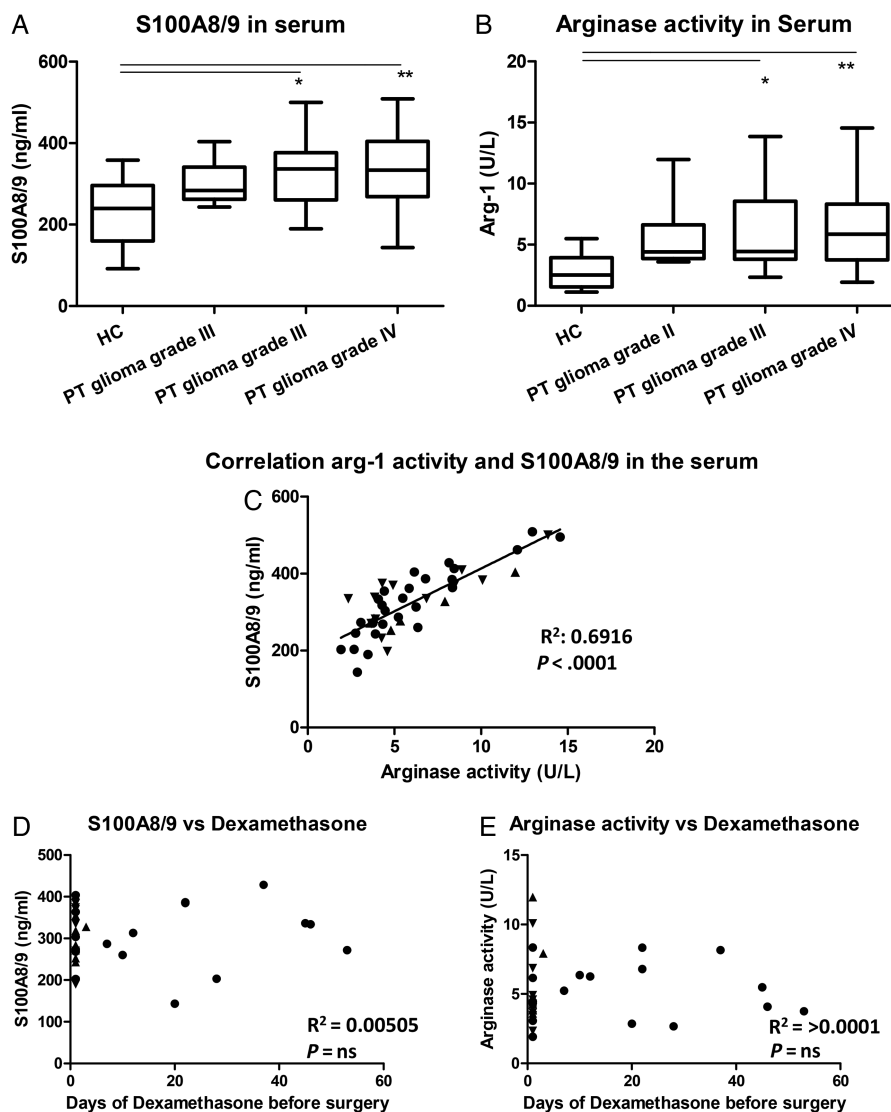 A
S100A8/9 in serum
600
400
200
0
S100A8/9 (ng/ml)
*
**
HC
PT glioma grade III
PT glioma grade III
PT glioma grade IV
B
Arginase activity in Serum
20
15
10
5
0
Arg-1 (U/L)
*
**
HC
PT glioma grade II
PT glioma grade III
PT glioma grade IV
Correlation arg-1 activity and S100A8/9 in the serum
C
600
400
200
0
S100A8/9 (ng/ml)
R²: 0.6916
P < .0001
0 5 10 15 20
Arginase activity (U/L)
D
S100A8/9 vs Dexamethasone
500
400
300
200
100
0
S100A8/9 (ng/ml)
R² = 0.00505
P = ns
0 20 40 60
Days of Dexamethasone before surgery
E
Arginase activity vs Dexamethasone
15
10
5
0
Arginase activity (U/L)
R² = >0.0001
P = ns
0 20 40 60
Days of Dexamethasone before surgery